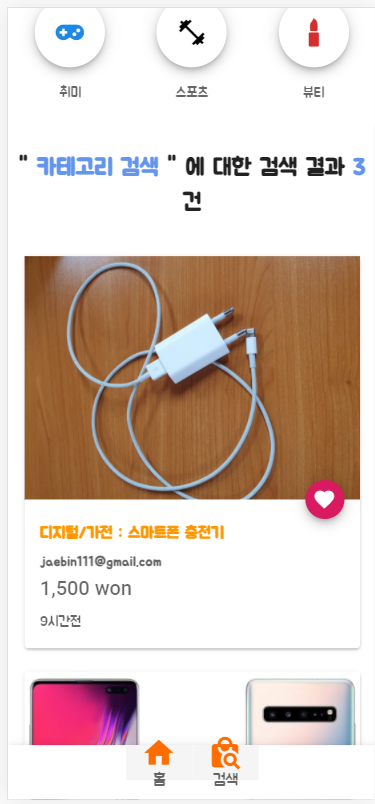 취미 스포츠 뷰티
" 카테고리 검색 " 에 대한 검색 결과 3
건
디지털/가전 : 스마트폰 충전기
jaebin111@gmail.com
1,500 won
9시간전
홈 검색